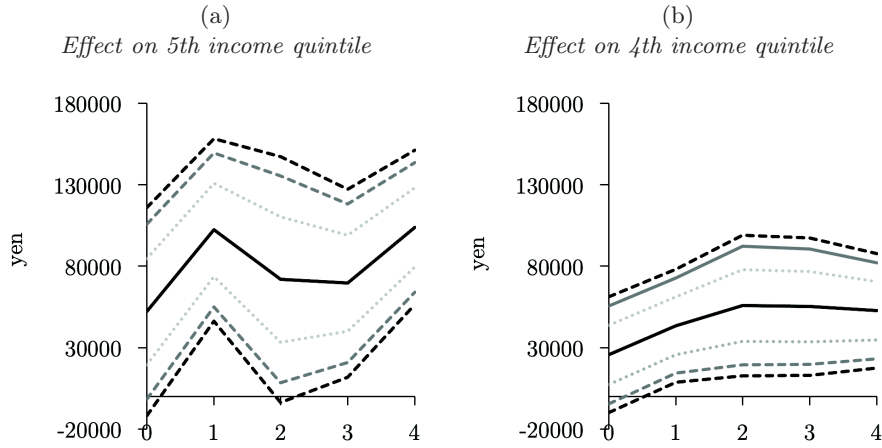 (a)
Effect on 5th income quintile
180000
130000
80000
30000
-20000
yen
0 1 2 3 4
(b)
Effect on 4th income quintile
180000
130000
80000
30000
-20000
yen
0 1 2 3 4